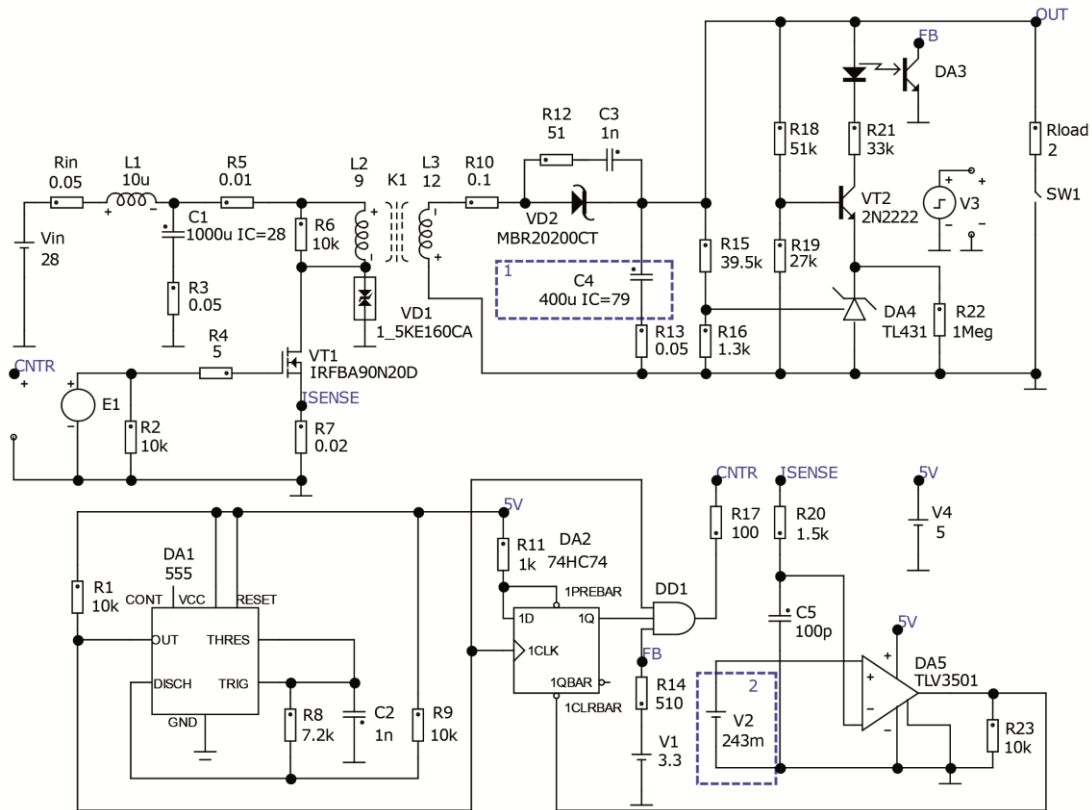 OUT
FB
DA3
R12
51
C3
1n
R18
51k
R21
33k
Rload
2
Rin
0.05
L1
10u
R5
0.01
L2
9
K1
L3
12
R10
0.1
VT2
2N2222
V3
SW1
C1
1000u IC=28
R6
10k
VD2
MBR20200CT
Vin
28
R15
39.5k
R19
27k
1
C4
400u IC=79
R3
0.05
VD1
1_5KE160CA
R13
0.05
R16
1.3k
DA4
TL431
R22
1Meg
R4
5
VT1
IRFBA90N20D
CNTR
E1
ISENSE
R2
10k
R7
0.02
CNTR
ISENSE
5V
5V
R17
100
R20
1.5k
V4
5
R11
1k
DA2
74HC74
DA1
555
R1
10k
CONT
VCC
RESET
1PREBAR
DD1
OUT
THRES
1D
1Q
C5
100p
5V
1CLK
FB
DISCH
TRIG
1QBAR
DA5
TLV3501
R14
510
2
1CLRBAR
GND
R8
7.2k
C2
1n
R9
10k
V2
243m
R23
10k
V1
3.3